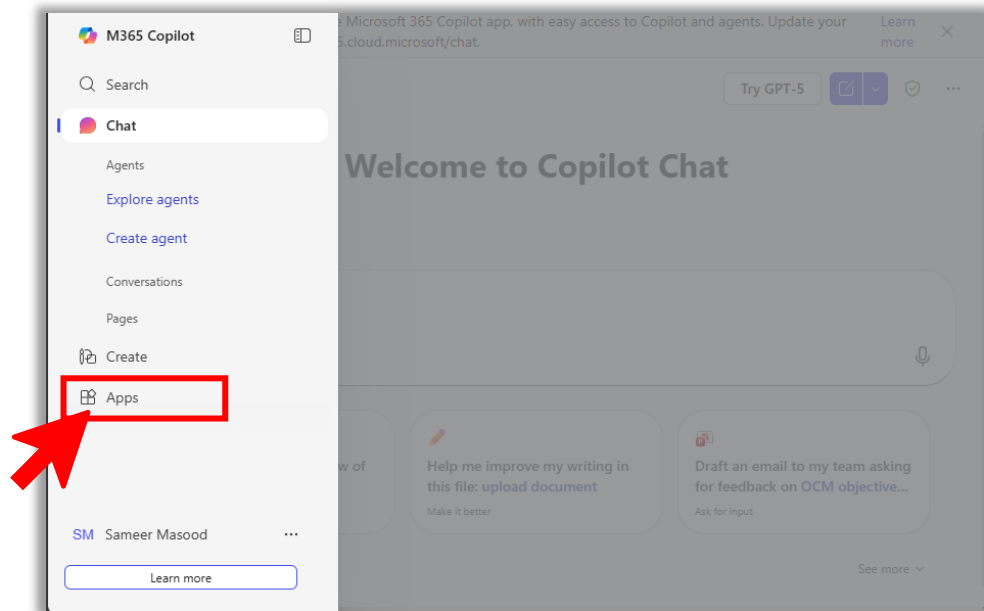 M365 Copilot
Search
Chat
Agents
Explore agents
Create agent
Conversations
Pages
Create
Apps
SM Sameer Masood
Learn more
Microsoft 365 Copilot app, with easy access to Copilot and agents. Update your
.cloud.microsoft/chat.
Learn
more
Try GPT-5
Welcome to Copilot Chat
w of
Help me improve my writing in
this file: upload document
Make it better
Draft an email to my team asking
for feedback on OCM objective...
Ask for input
See more